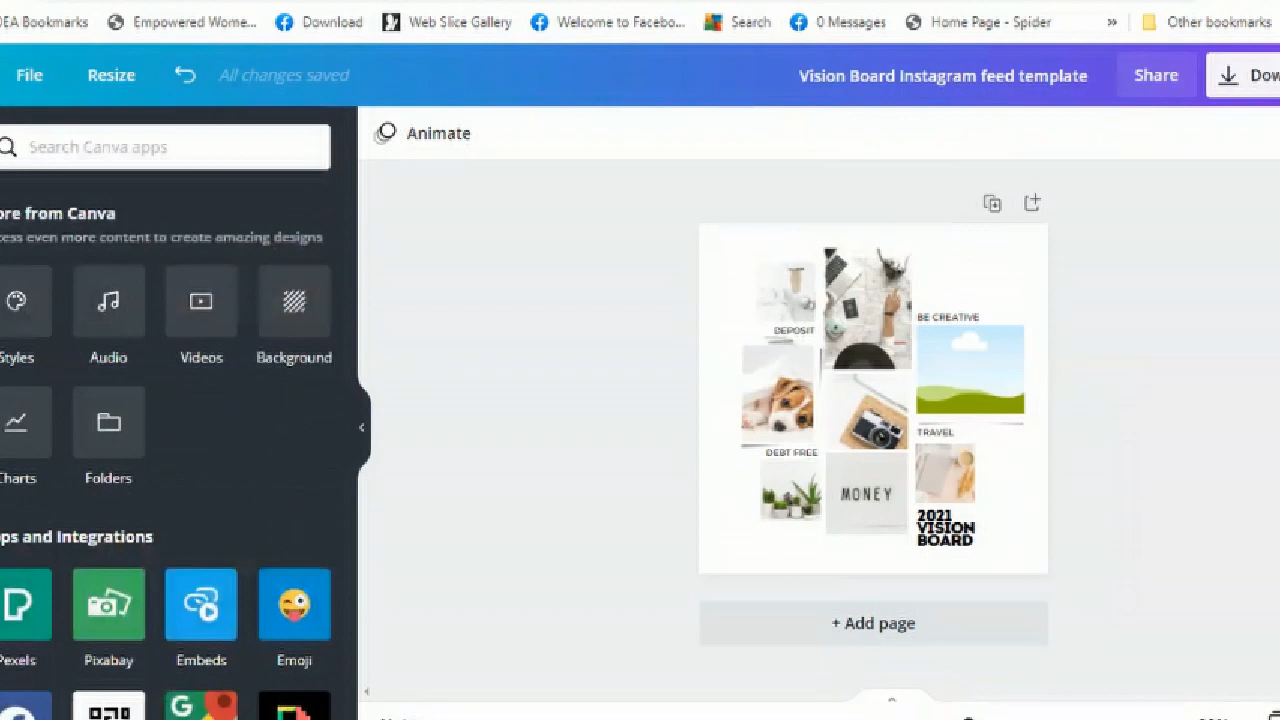 DEA Bookmarks Empowered Wome... Download Web Slice Gallery Welcome to Facebo... Search 0 Messages Home Page - Spider » Other bookmarks
File Resize All changes saved Vision Board Instagram feed template Share Dow
Search Canva apps
Animate
ore from Canva
cess even more content to create amazing designs
Styles Audio Videos Background
Charts Folders
ps and Integrations
Pexels Pixabay Embeds Emoji
DEPOSIT
BE CREATIVE
DEBT FREE
TRAVEL
MONEY
2021
VISION
BOARD
+ Add page